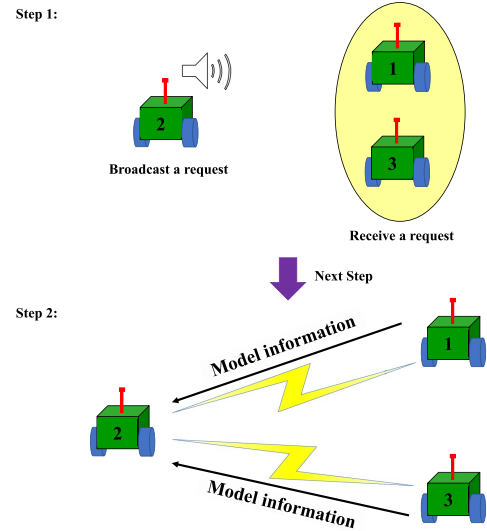 Step 1:
1
2
3
Broadcast a request
Receive a request
Next Step
Step 2:
Model information
1
2
3
Model information